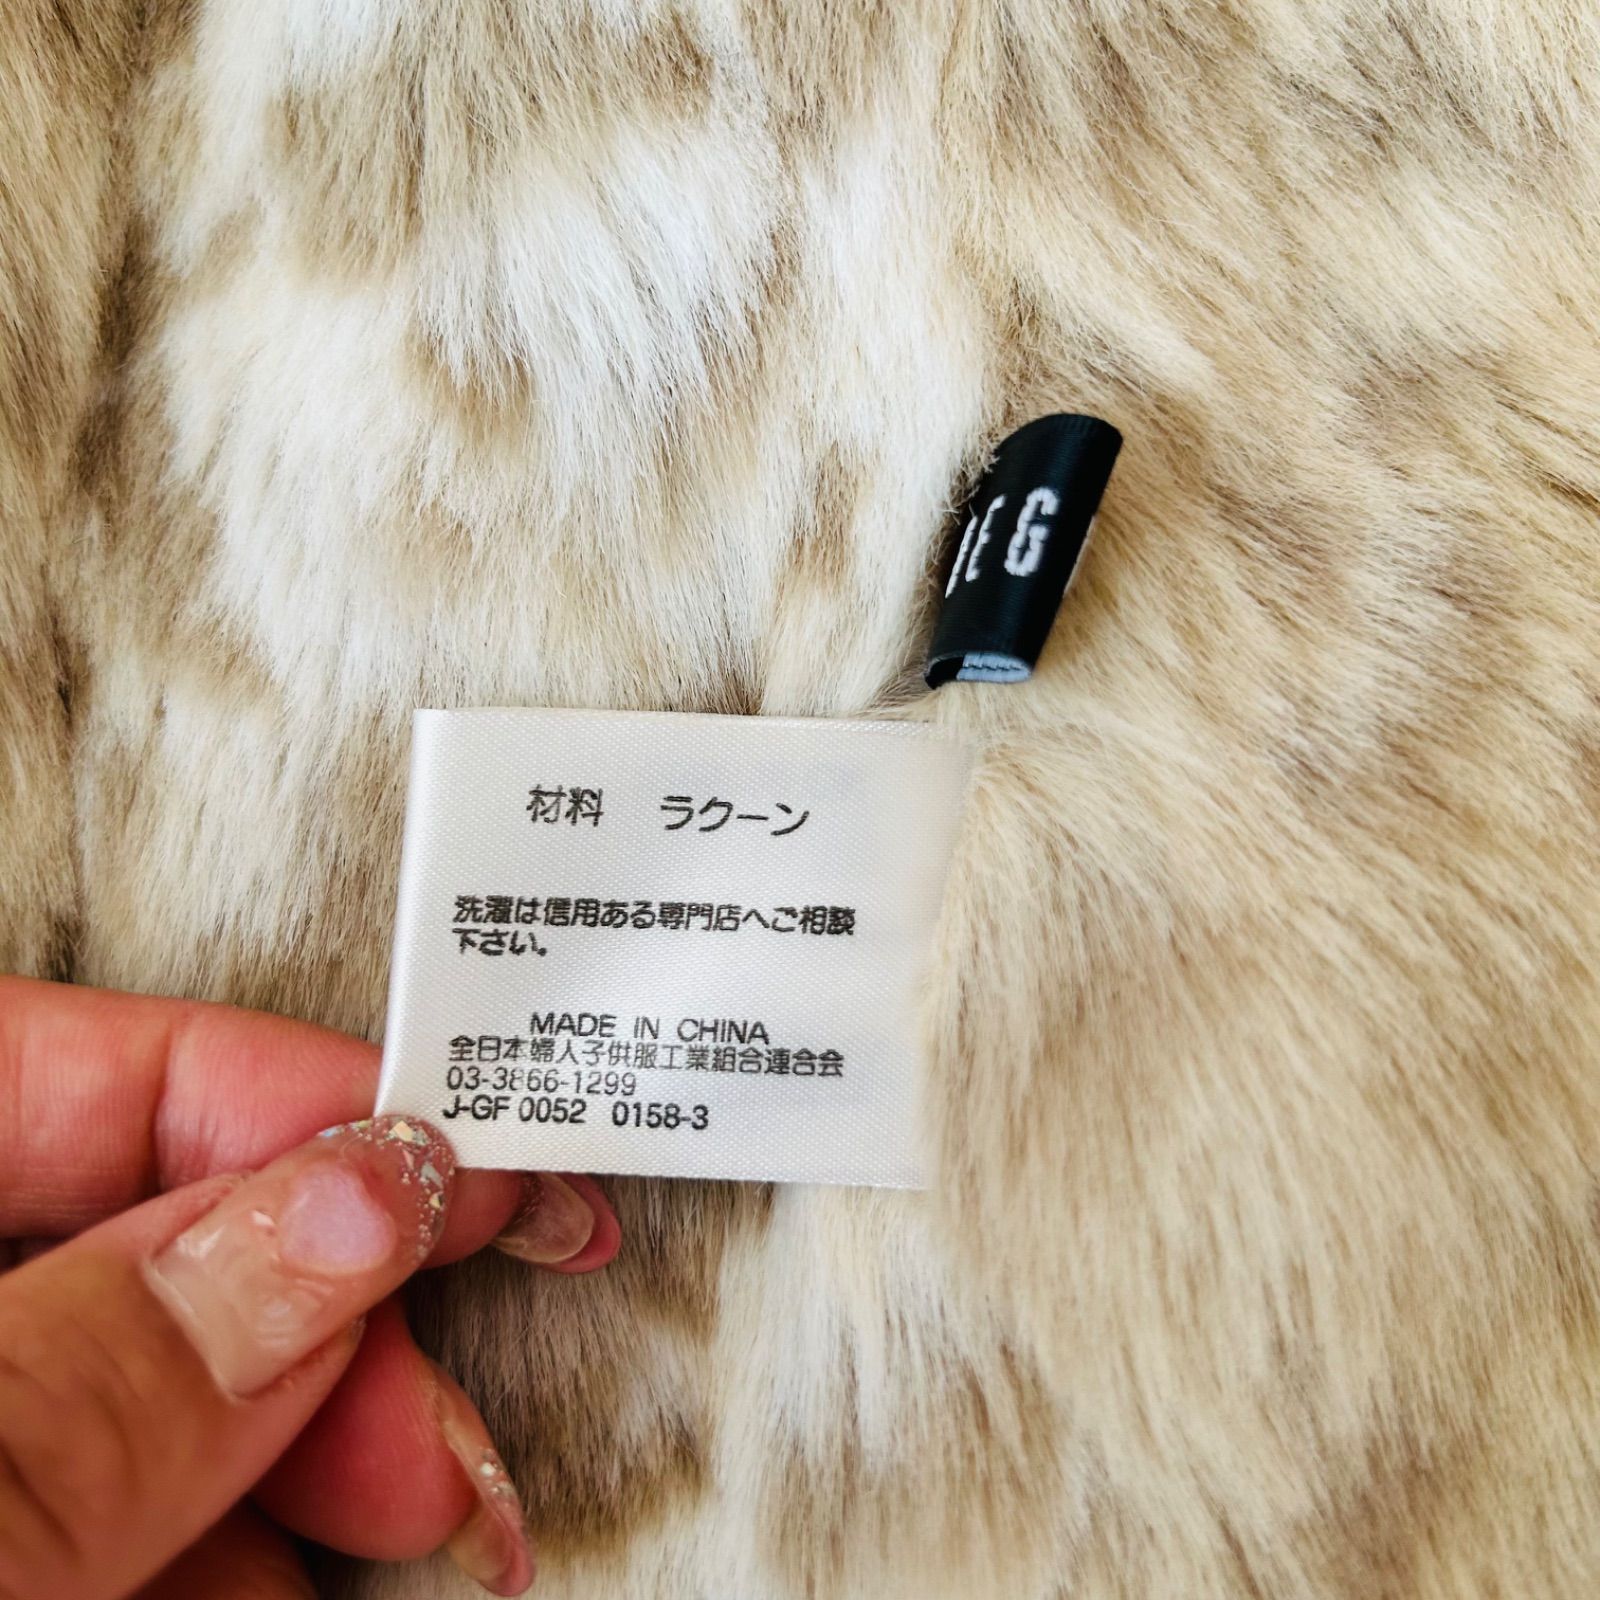 EG
材料 ラクーン
洗濯は信用ある専門店へご相談
下さい。
MADE IN CHINA
全日本婦人子供服工業組合連合会
03-3866-1299
J-GF 0052 0158-3